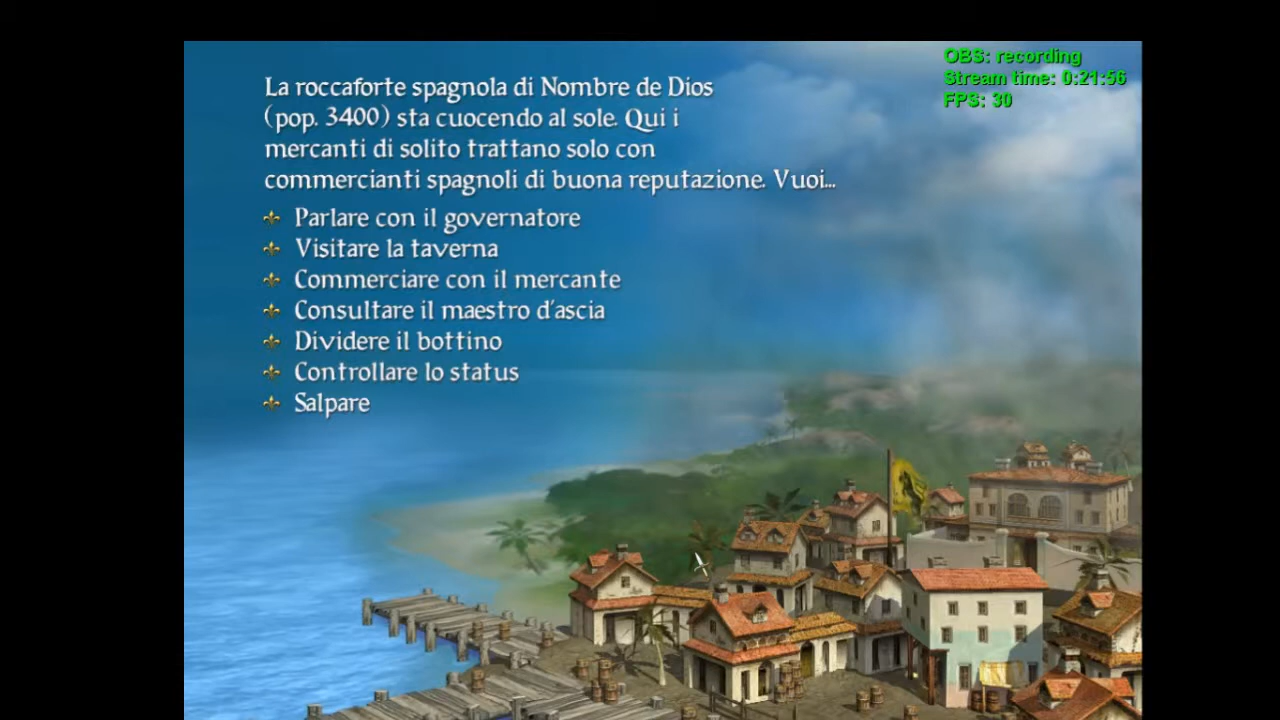 La roccaforte spagnola di Nombre de Dios
(pop. 3400) sta cuocendo al sole. Qui i
mercanti di solito trattano solo con
commercianti spagnoli di buona reputazione. Vuoi...
Parlare con il governatore
Visitare la taverna
Commerciare con il mercante
Consultare il maestro d'ascia
Dividere il bottino
Controllare lo status
Salpare
OBS: recording
Stream time: 0:21:56
FPS: 30